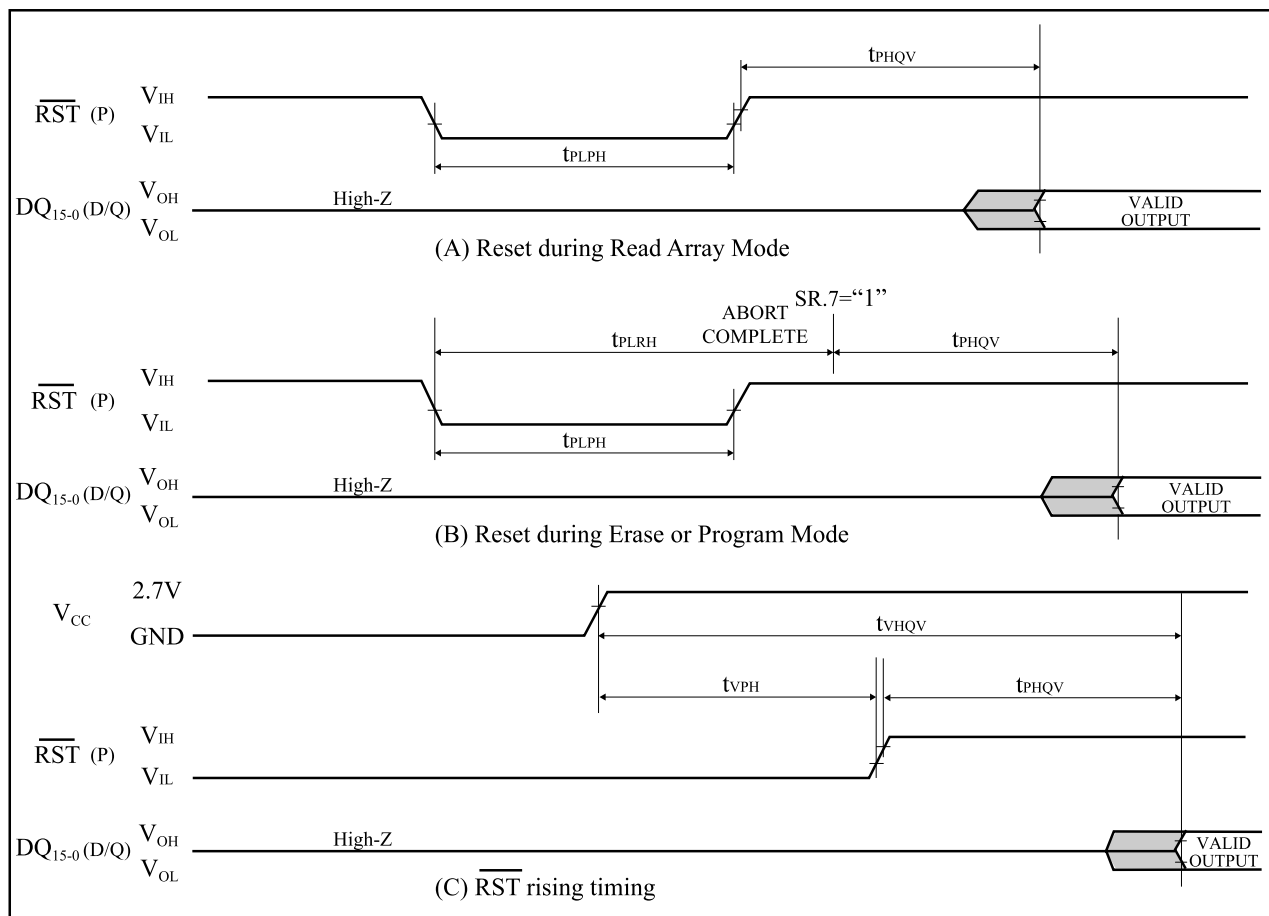 tPHQV
RST (P)
VIH
VIL
tPLPH
DQ15-0 (D/Q)
VOH
VOL
High-Z
VALID
OUTPUT
(A) Reset during Read Array Mode
SR.7=“1”
ABORT
COMPLETE
tPLRH
tPHQV
RST (P)
VIH
VIL
tPLPH
DQ15-0 (D/Q)
VOH
VOL
High-Z
VALID
OUTPUT
(B) Reset during Erase or Program Mode
VCC
2.7V
GND
tVHQV
tVPH
tPHQV
RST (P)
VIH
VIL
DQ15-0 (D/Q)
VOH
VOL
High-Z
VALID
OUTPUT
(C) RST rising timing